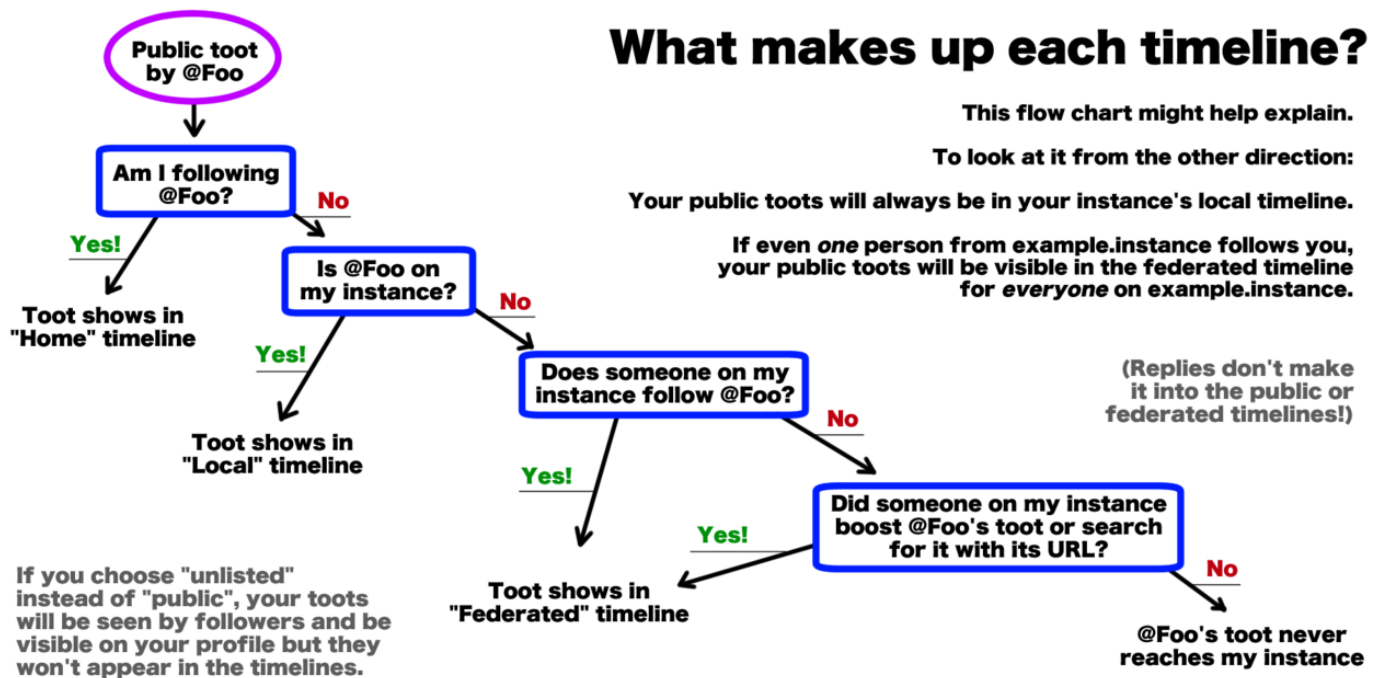 What makes up each timeline?
This flow chart might help explain.
To look at it from the other direction:
Your public toots will always be in your instance's local timeline.
If even one person from example.instance follows you,
your public toots will be visible in the federated timeline
for everyone on example.instance.
(Replies don't make
it into the public or
federated timelines!)
Public toot
by @Foo
Am I following
@Foo?
No
Yes!
Toot shows in
"Home" timeline
Is @Foo on
my instance?
No
Yes!
Toot shows in
"Local" timeline
Does someone on my
instance follow @Foo?
No
Yes!
Did someone on my instance
boost @Foo's toot or search
for it with its URL?
Yes!
No
Toot shows in
"Federated" timeline
@Foo's toot never
reaches my instance
If you choose "unlisted"
instead of "public", your toots
will be seen by followers and be
visible on your profile but they
won't appear in the timelines.